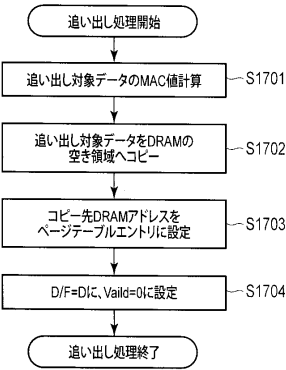 追い出し処理開始
追い出し対象データのMAC値計算
S1701
追い出し対象データをDRAMの
空き領域へコピー
S1702
コピー先DRAMアドレスを
ページテーブルエントリに設定
S1703
D/F=Dに、Vaild=0に設定
S1704
追い出し処理終了